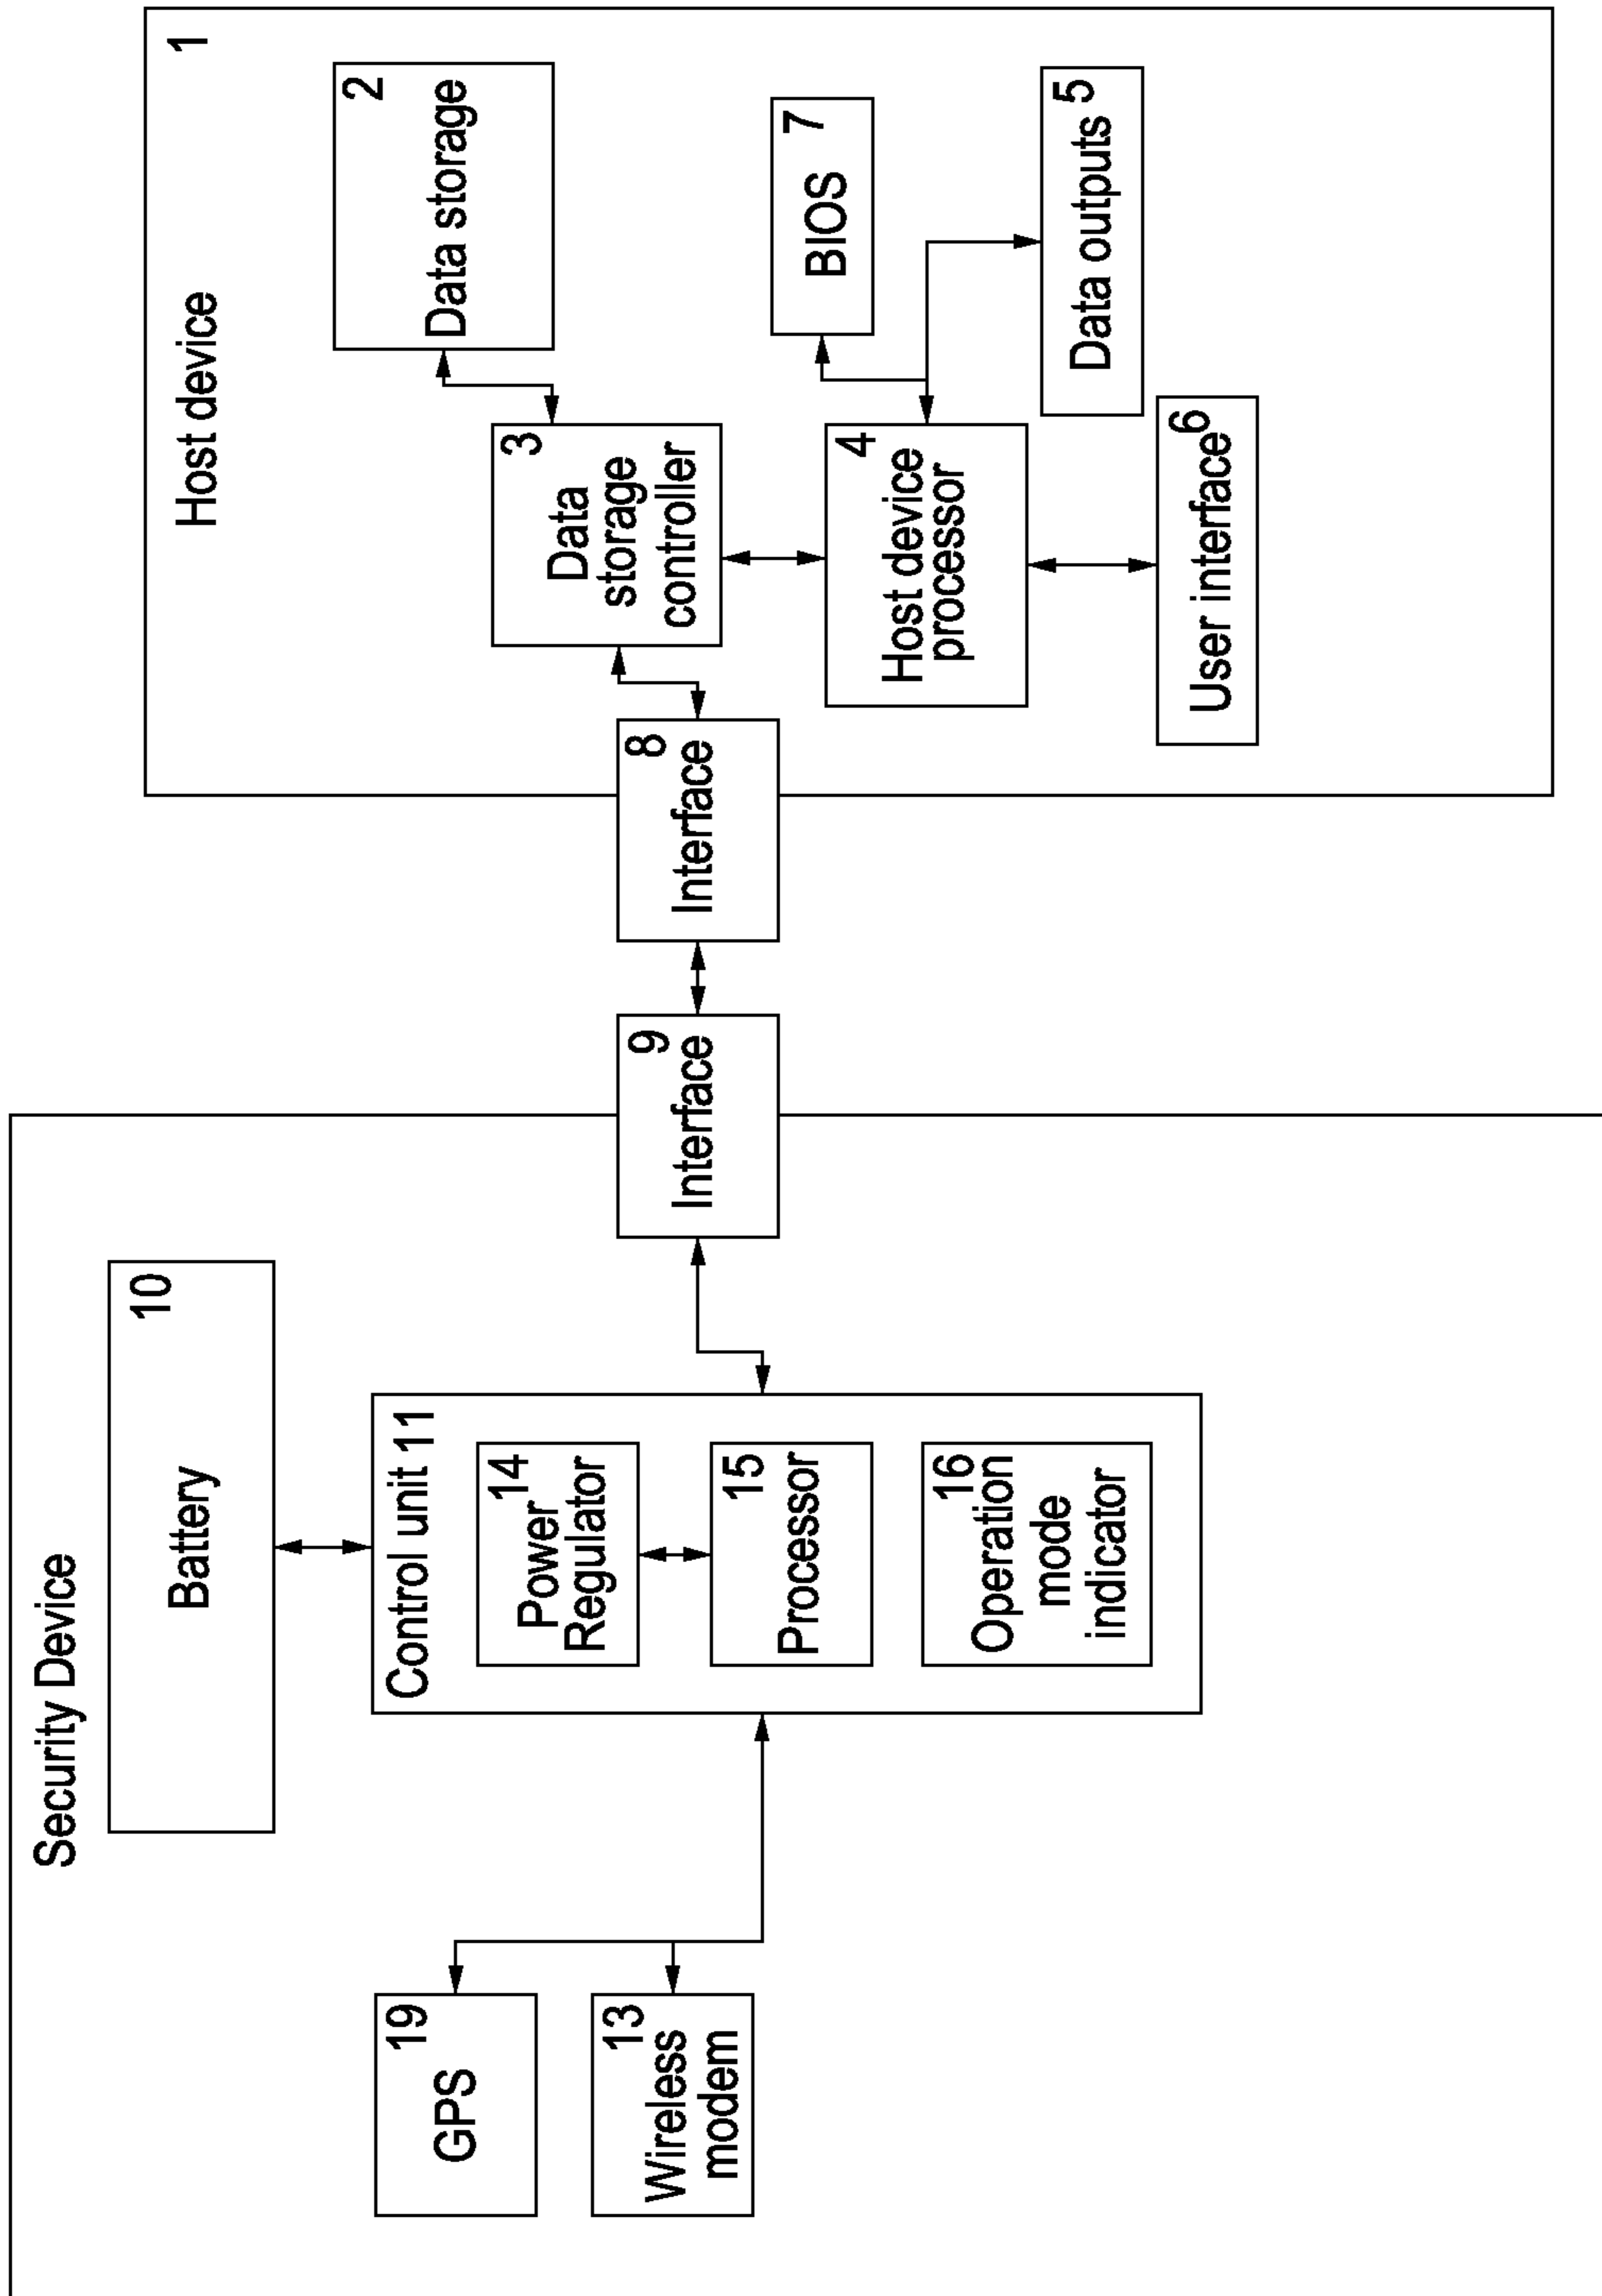 Security Device
Battery
10
Control unit 11
14
Power
Regulator
15
Processor
16
Operation
mode
indicator
19
GPS
13
Wireless
modem
9
Interface
8
Interface
Host device
1
2
Data storage
3
Data
storage
controller
4
Host device
processor
7
BIOS
Data outputs 5
User interface 6